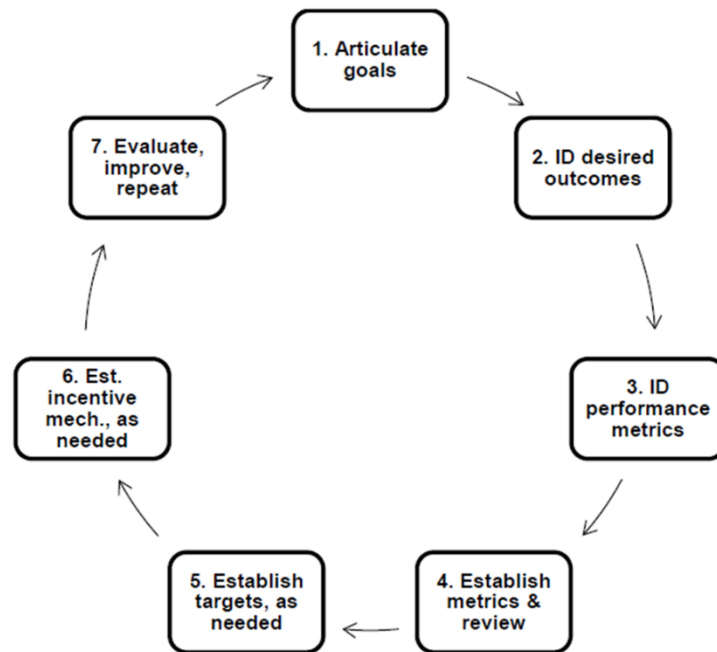 1. Articulate
goals
2. ID desired
outcomes
3. ID
performance
metrics
4. Establish
metrics &
review
5. Establish
targets, as
needed
6. Est.
incentive
mech., as
needed
7. Evaluate,
improve,
repeat